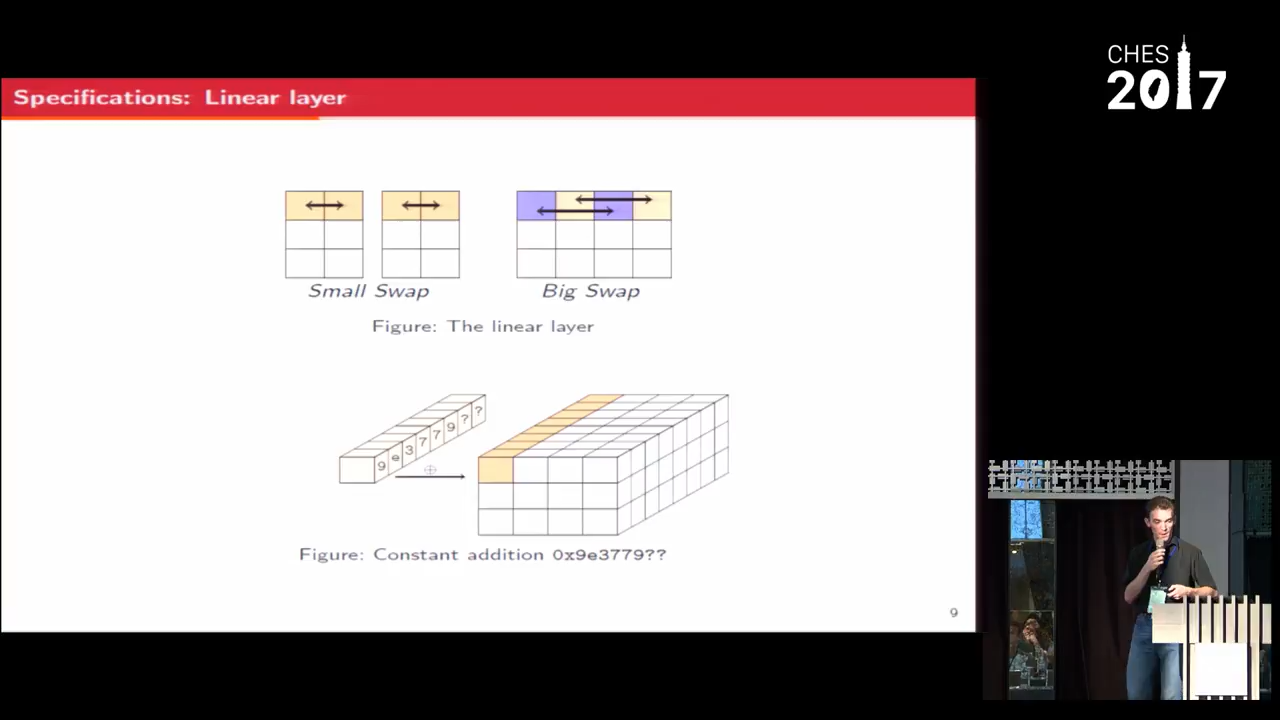 CHES
2017
Specifications: Linear layer
Small Swap
Big Swap
Figure: The linear layer
9 e 3 7 7 9 ? ?
Figure: Constant addition 0x9e3779??
9